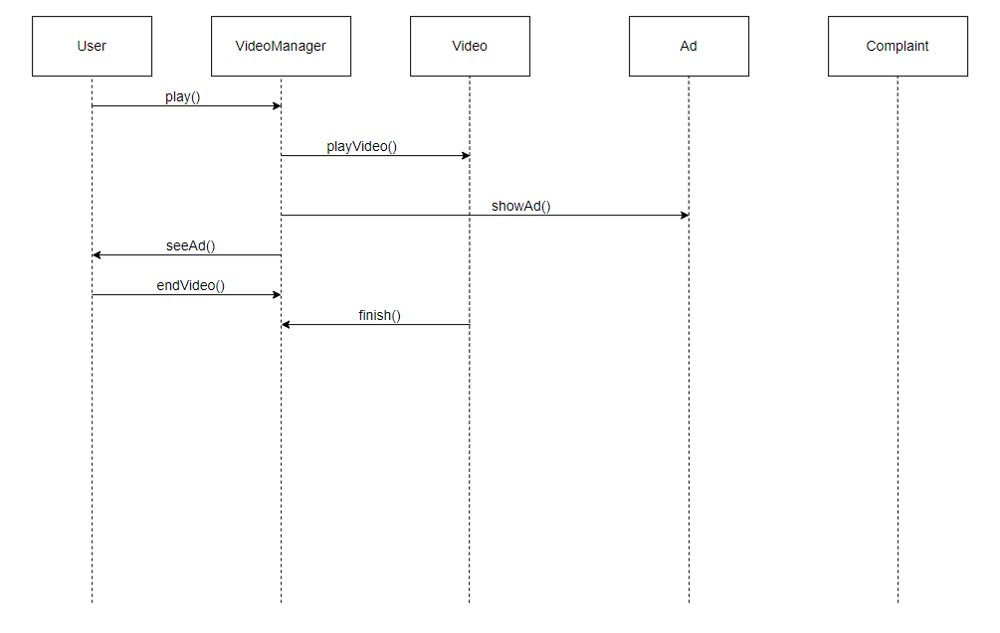 User
VideoManager
Video
Ad
Complaint
play()
playVideo()
showAd()
seeAd()
endVideo()
finish()